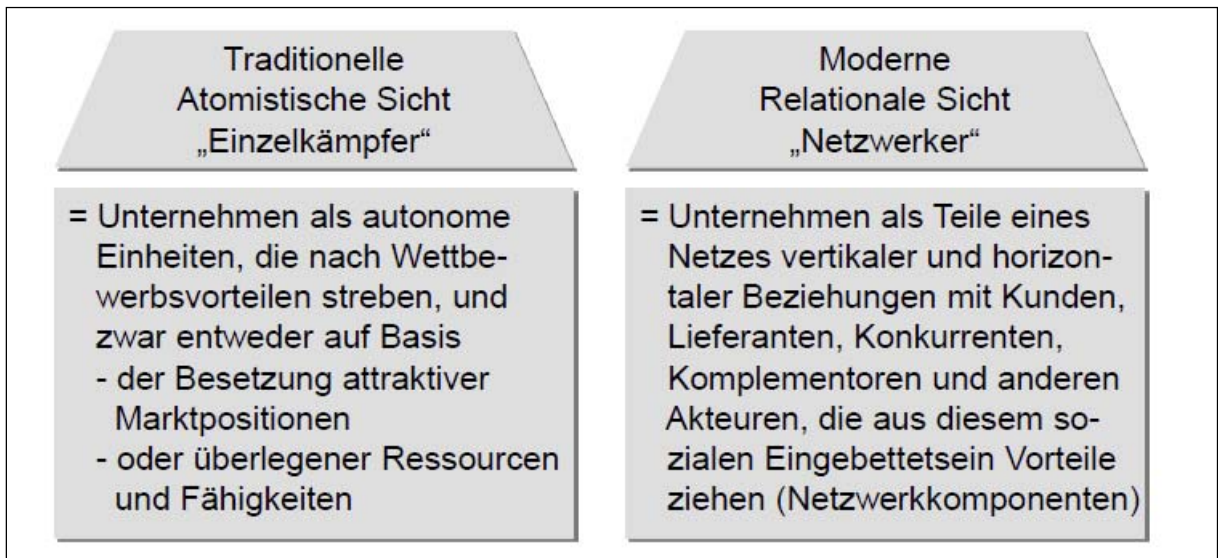 Traditionelle
Atomistische Sicht
„Einzelkämpfer“
= Unternehmen als autonome
Einheiten, die nach Wettbe-
werbsvorteilen streben, und
zwar entweder auf Basis
- der Besetzung attraktiver
Marktpositionen
- oder überlegener Ressourcen
und Fähigkeiten
Moderne
Relationale Sicht
„Netzwerker“
= Unternehmen als Teile eines
Netzes vertikaler und horizon-
taler Beziehungen mit Kunden,
Lieferanten, Konkurrenten,
Komplementoren und anderen
Akteuren, die aus diesem so-
zialen Eingebettetsein Vorteile
ziehen (Netzwerkkomponenten)